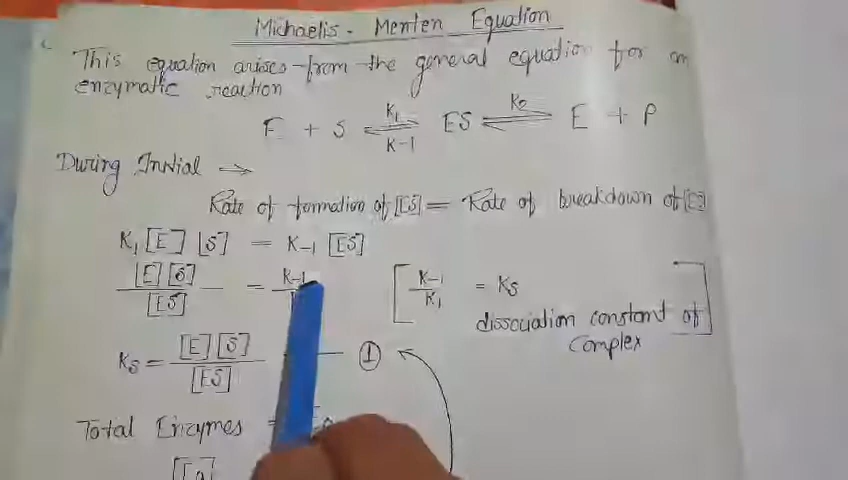 Michaelis - Menten Equation
This equation arises from the general equation for an
enzymatic reaction
E + S ⇌ ES ⇌ E + P
K1 K2
K-1
During Initial →
Rate of formation of [ES] = Rate of breakdown of [ES]
K1 [E] [S] = K-1 [ES]
[E] [S] / [ES] = K-1 /
[ K-1 / K1 = Ks
dissociation constant of
complex ]
Ks = [E] [S] / [ES] — ①
Total Enzymes =